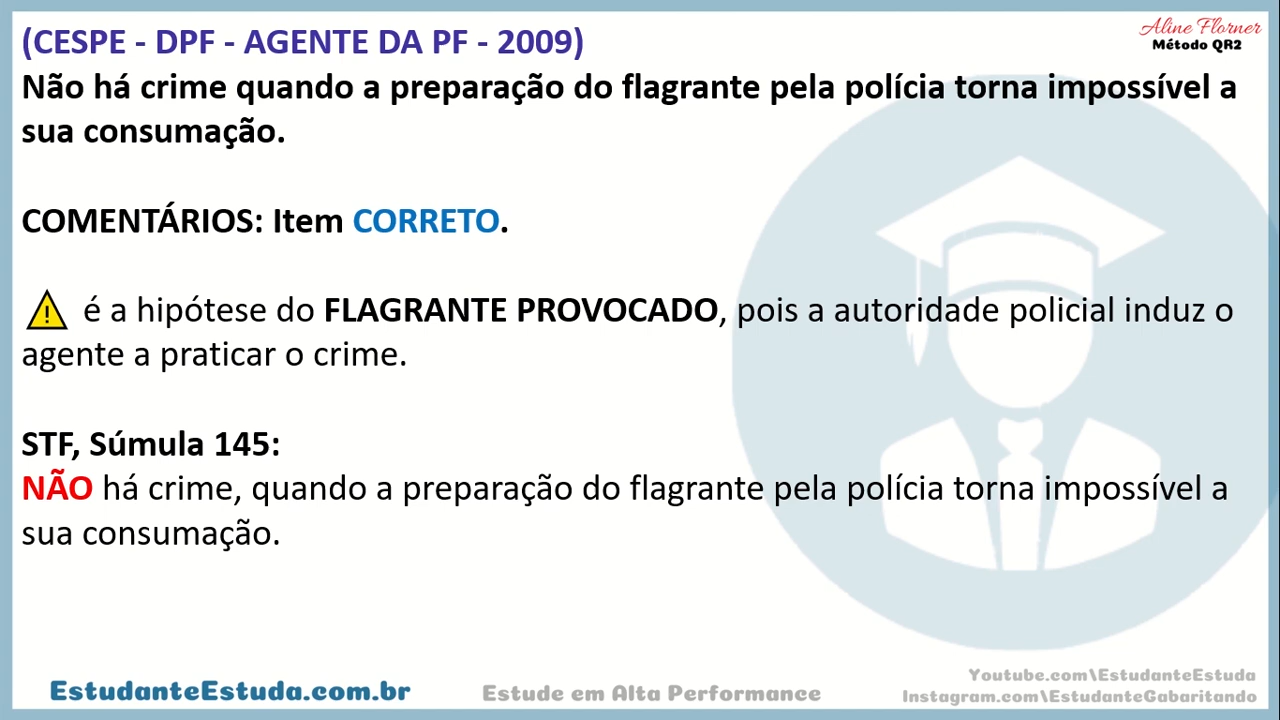 (CESPE - DPF - AGENTE DA PF - 2009)
Aline Florner
Método QR2
Não há crime quando a preparação do flagrante pela polícia torna impossível a
sua consumação.
COMENTÁRIOS: Item CORRETO.
é a hipótese do FLAGRANTE PROVOCADO, pois a autoridade policial induz o
agente a praticar o crime.
STF, Súmula 145:
NÃO há crime, quando a preparação do flagrante pela polícia torna impossível a
sua consumação.
EstudanteEstuda.com.br
Estude em Alta Performance
Youtube.com\EstudanteEstuda
Instagram.com\EstudanteGabaritando